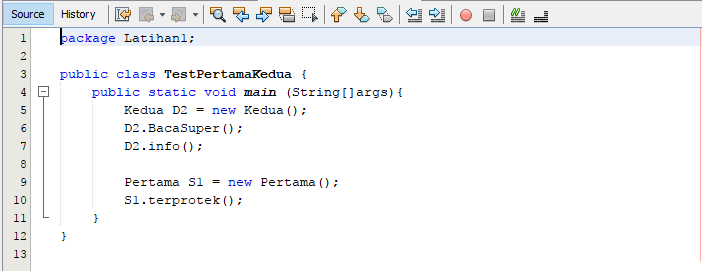 Source History
1 package Latihan1;
2
3 public class TestPertamaKedua {
4 public static void main (String[]args){
5 Kedua D2 = new Kedua();
6 D2.BacaSuper();
7 D2.info();
8
9 Pertama S1 = new Pertama();
10 S1.terprotek();
11 }
12 }
13